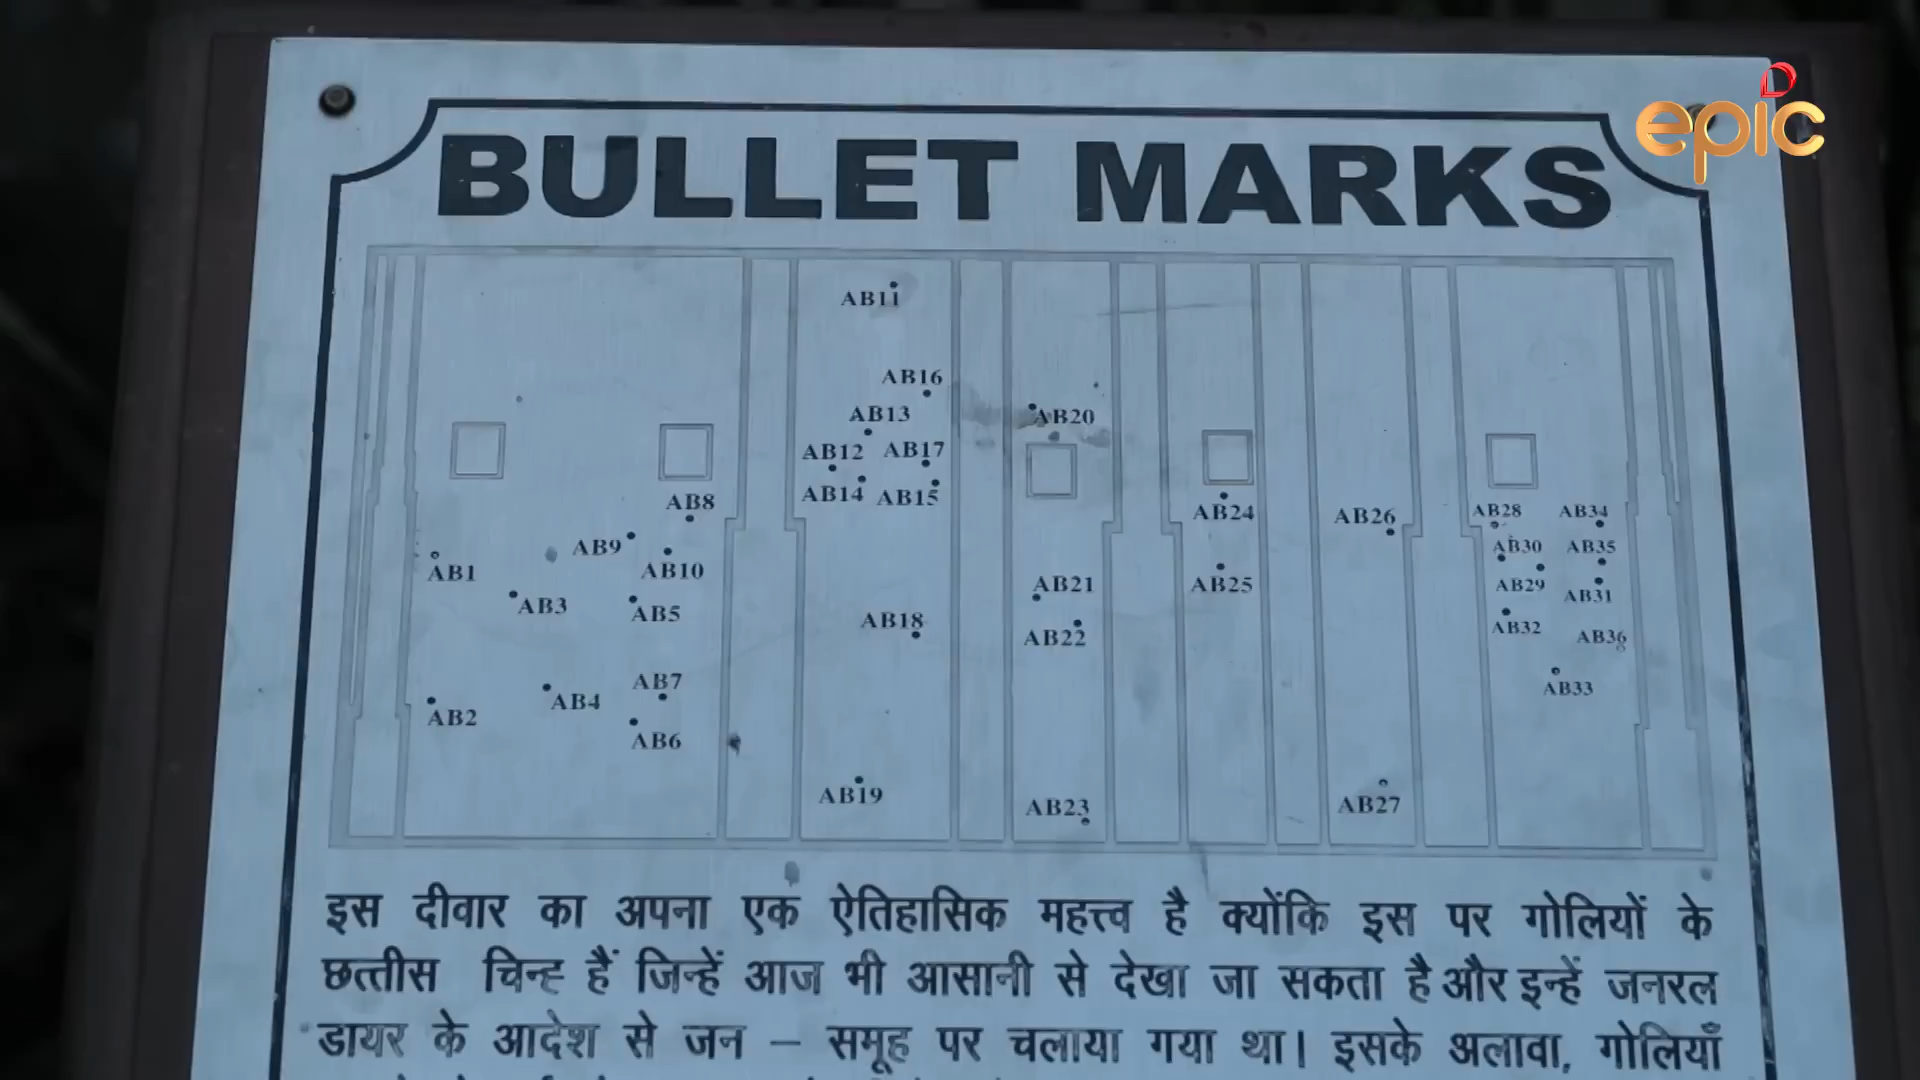 epic
BULLET MARKS
AB11
AB16
AB13
AB20
AB12 AB17
AB14 AB15
AB8
AB24
AB26
AB28 AB34
AB9
AB30 AB35
AB1
AB10
AB21
AB25
AB29
AB31
AB3
AB5
AB18
AB22
AB32
AB36
AB7
AB33
AB4
AB2
AB6
AB19
AB23
AB27
इस दीवार का अपना एक ऐतिहासिक महत्त्व है क्योंकि इस पर गोलियों के
छत्तीस चिन्ह हैं जिन्हें आज भी आसानी से देखा जा सकता है और इन्हें जनरल
डायर के आदेश से जन – समूह पर चलाया गया था। इसके अलावा, गोलियाँ